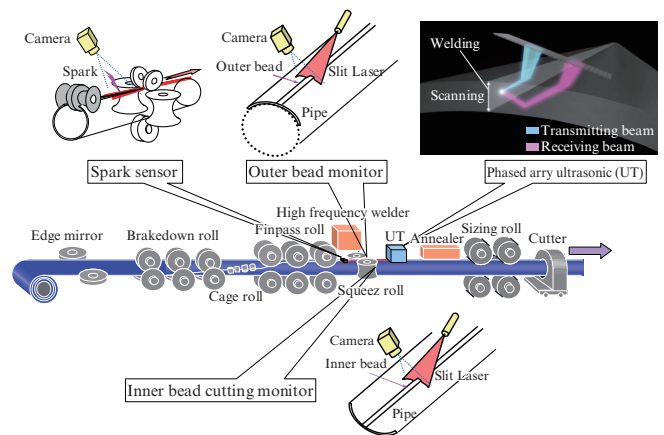 Camera
Spark
Camera
Outer bead
Slit Laser
Pipe
Welding
Scanning
Transmitting beam
Receiving beam
Spark sensor
Outer bead monitor
Phased arry ultrasonic (UT)
High frequency welder
Edge mirror
Brakedown roll
Finpass roll
UT
Annealer
Sizing roll
Cutter
Cage roll
Squeez roll
Inner bead cutting monitor
Camera
Inner bead
Slit Laser
Pipe